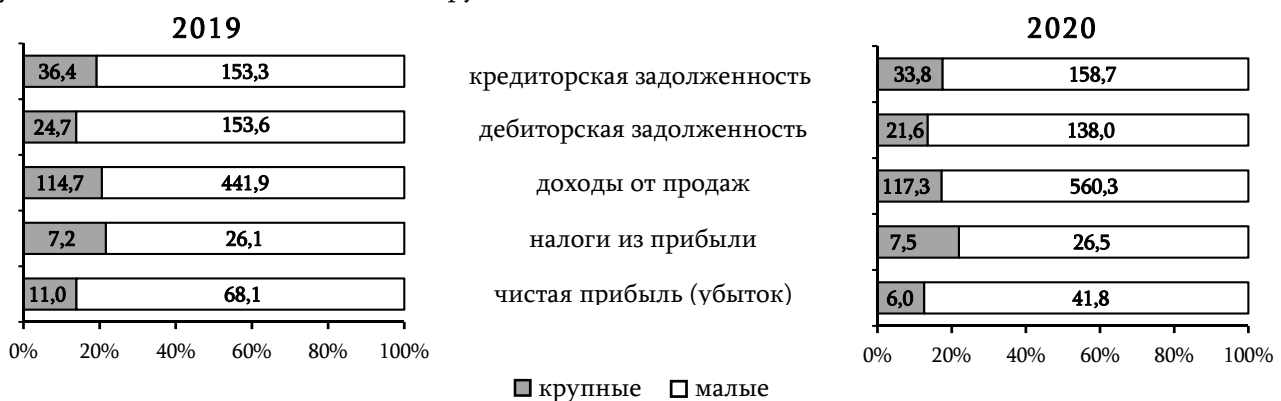 2019
36,4 153,3
24,7 153,6
114,7 441,9
7,2 26,1
11,0 68,1
0% 20% 40% 60% 80% 100%
кредиторская задолженность
дебиторская задолженность
доходы от продаж
налоги из прибыли
чистая прибыль (убыток)
2020
33,8 158,7
21,6 138,0
117,3 560,3
7,5 26,5
6,0 41,8
0% 20% 40% 60% 80% 100%
крупные малые